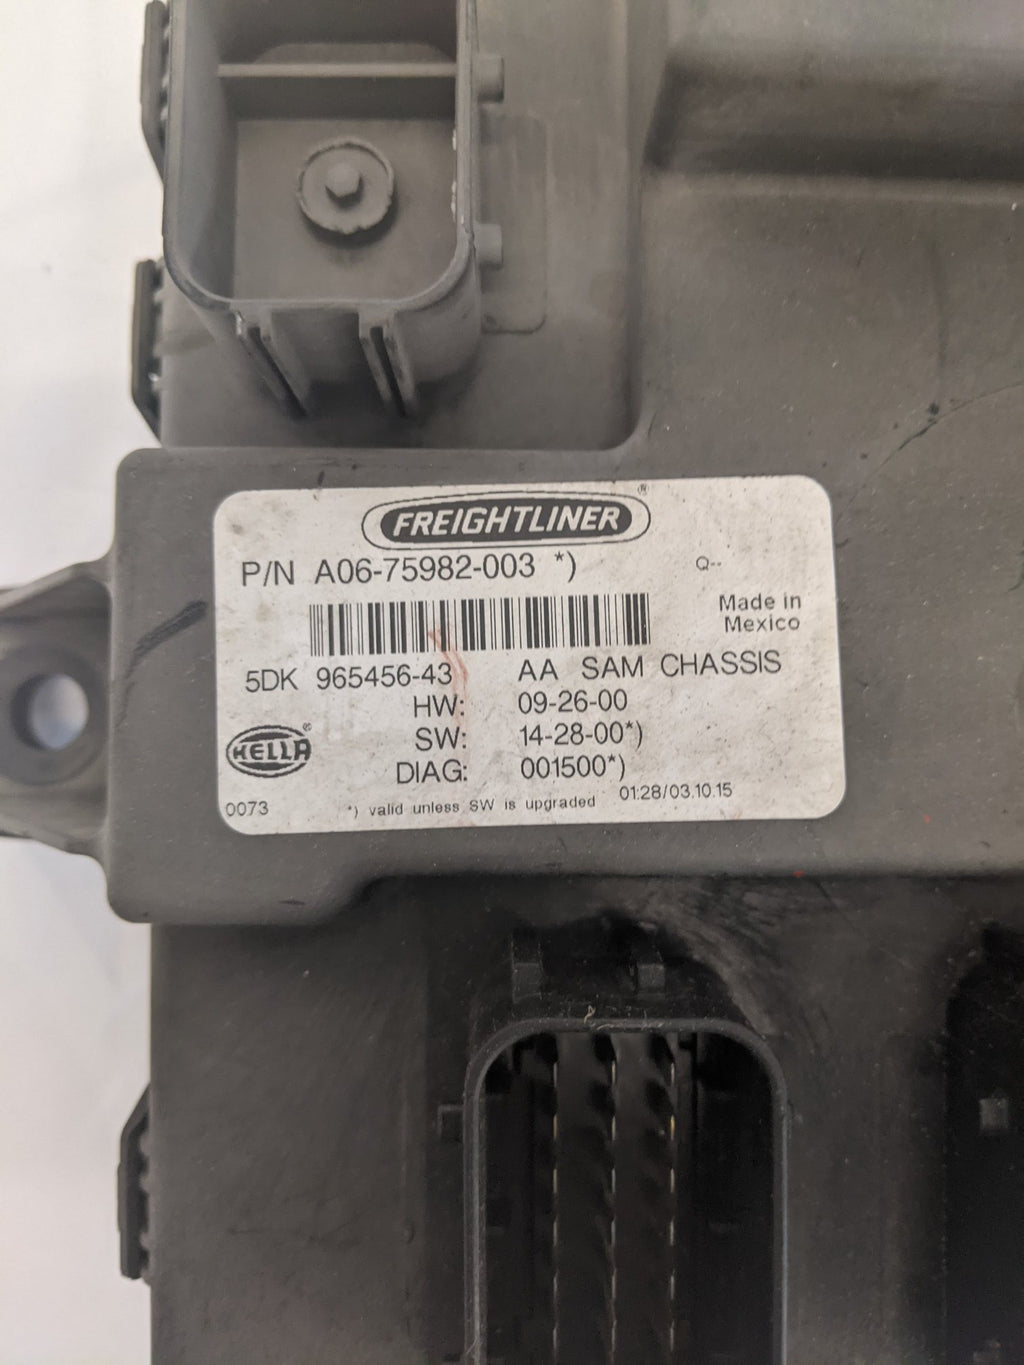 FREIGHTLINER ®
P/N A06-75982-003 *) Q--
Made in
Mexico
5DK 965456-43 AA SAM CHASSIS
HW: 09-26-00
SW: 14-28-00*)
HELLA ®
DIAG: 001500*)
0073 *) valid unless SW is upgraded 01:28/03.10.15